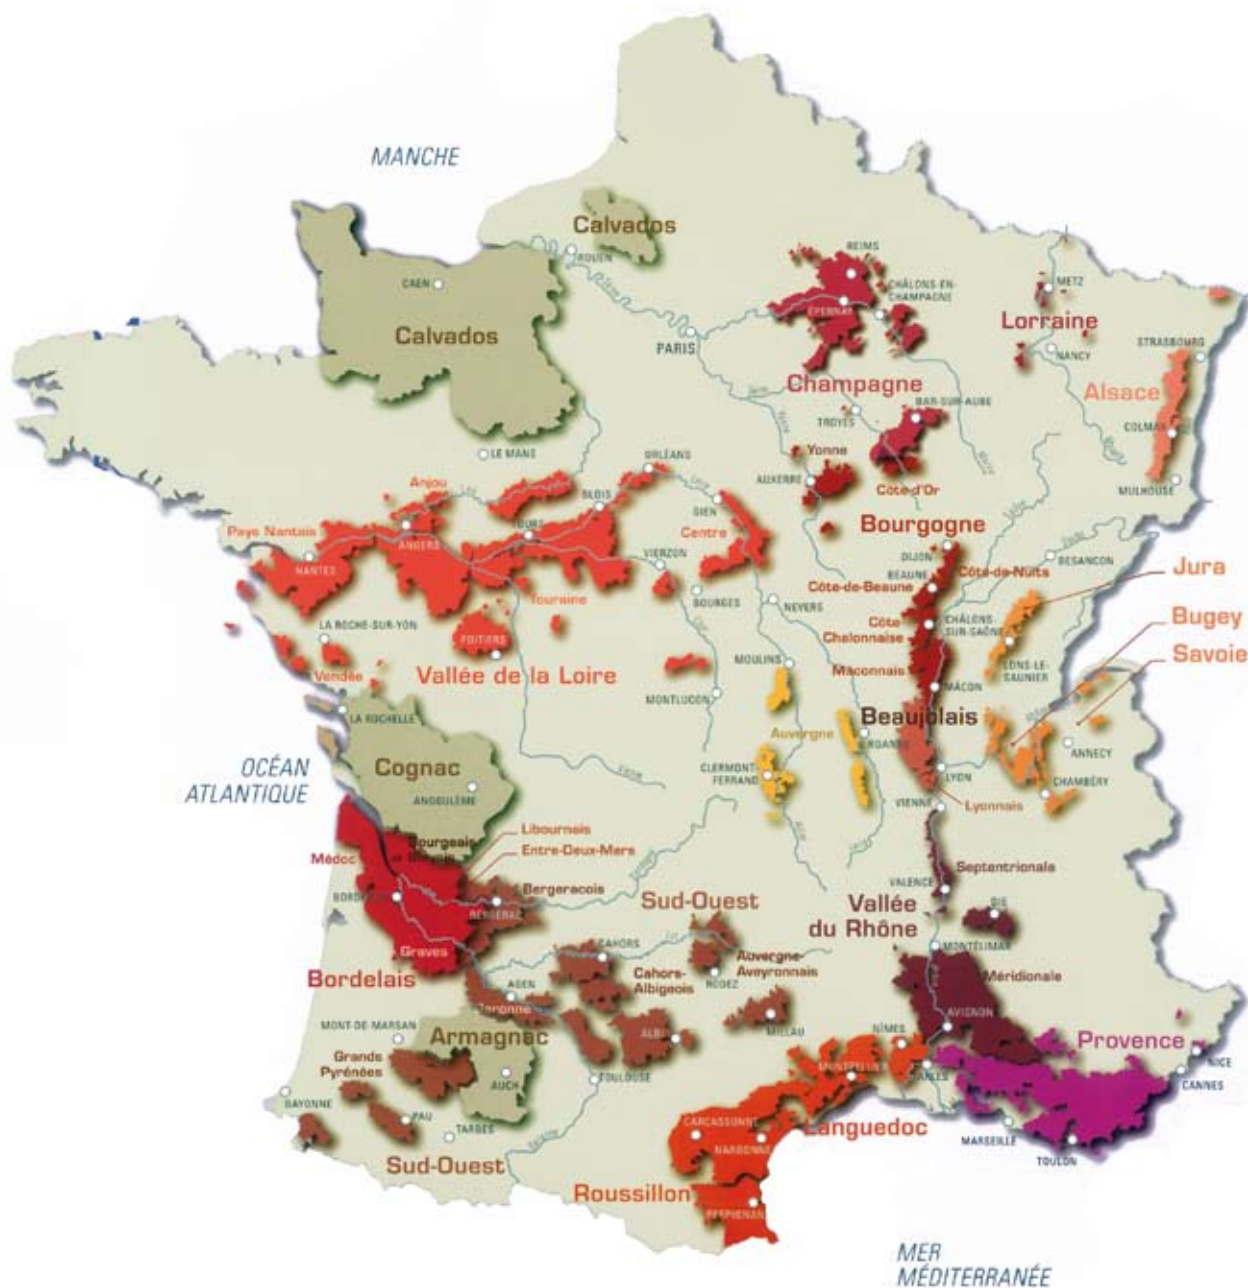 MANCHE
Calvados
ROUEN
CAEN
Calvados
REIMS
CHÂLONS-EN-
CHAMPAGNE
ÉPERNAY
METZ
Lorraine
NANCY
STRASBOURG
PARIS
Seine
Champagne
Alsace
COLMAR
MULHOUSE
TROYES
BAR-SUR-AUBE
LE MANS
ORLÉANS
Yonne
AUXERRE
Côte-d'Or
Anjou
BLOIS
GIEN
Pays Nantais
ANGERS
TOURS
Centre
Bourgogne
NANTES
VIERZON
DIJON
BESANÇON
BEAUNE
Côte-de-Nuits
Côte-de-Beaune
Jura
Touraine
BOURGES
NEVERS
Côte
Chalonnaise
CHÂLONS-
SUR-SAÔNE
Bugey
LA ROCHE-SUR-YON
POITIERS
Vallée de la Loire
MOULINS
Mâconnais
LONS-LE-
SAUNIER
Savoie
Vendée
MONTLUCON
MÂCON
LA ROCHELLE
Beaujolais
Auvergne
ROANNE
ANNECY
OCÉAN
ATLANTIQUE
Cognac
ANGOULÊME
CLERMONT-
FERRAND
LYON
CHAMBÉRY
Lyonnais
VIENNE
Libournais
Bourgeais
Médoc
Entre-Deux-Mers
Bergeracois
Septentrionale
VALENCE
BERGERAC
Sud-Ouest
Vallée
du Rhône
DIE
Graves
CAHORS
MONTÉLIMAR
Bordelais
Cahors-
Albigeois
RODEZ
Auvergne-
Aveyronnais
Méridionale
AGEN
Garonne
MONT-DE-MARSAN
Armagnac
ALBI
MILLAU
NÎMES
AVIGNON
Provence
Grands
Pyrénées
AUCH
TOULOUSE
MONTPELLIER
ARLES
NICE
CANNES
BAYONNE
PAU
TARBES
CARCASSONNE
NARBONNE
Languedoc
MARSEILLE
TOULON
Sud-Ouest
Roussillon
PERPIGNAN
MER
MÉDITERRANÉE